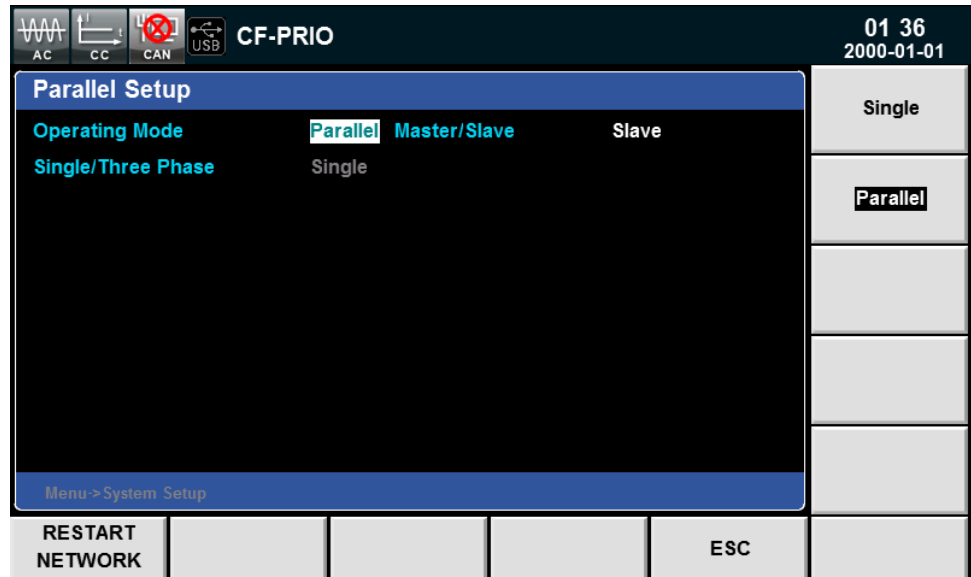 AC CC CAN USB CF-PRIO 01 36
2000-01-01
Parallel Setup
Operating Mode Parallel Master/Slave Slave
Single/Three Phase Single
Menu->System Setup
Single
Parallel
RESTART
NETWORK
ESC